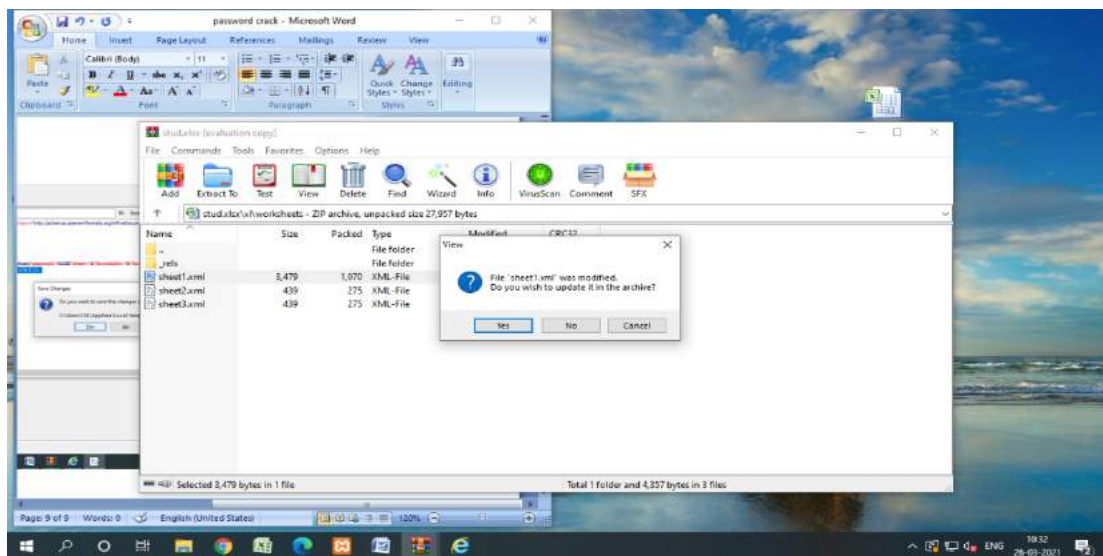 password crack - Microsoft Word
Home Insert Page Layout References Mailings Review View
Calibri (Body) 11
Paste
Quick Styles
Change Styles
Editing
Clipboard Font Paragraph Styles
stud.xlsx (evaluation copy)
File Commands Tools Favorites Options Help
Add Extract To Test View Delete Find Wizard Info VirusScan Comment SFX
stud.xlsx\xl\worksheets - ZIP archive, unpacked size 27,957 bytes
Name Size Packed Type Modified CRC32
.. File folder
_rels File folder
sheet1.xml 3,479 1,070 XML-File
sheet2.xml 439 275 XML-File
sheet3.xml 439 275 XML-File
View
File "sheet1.xml" was modified.
Do you wish to update it in the archive?
Yes No Cancel
Save Changes
Selected 3,479 bytes in 1 file
Total 1 folder and 4,357 bytes in 3 files
Page: 9 of 9 Words: 0 English (United States) 120%
ENG
10:32
26-03-2021